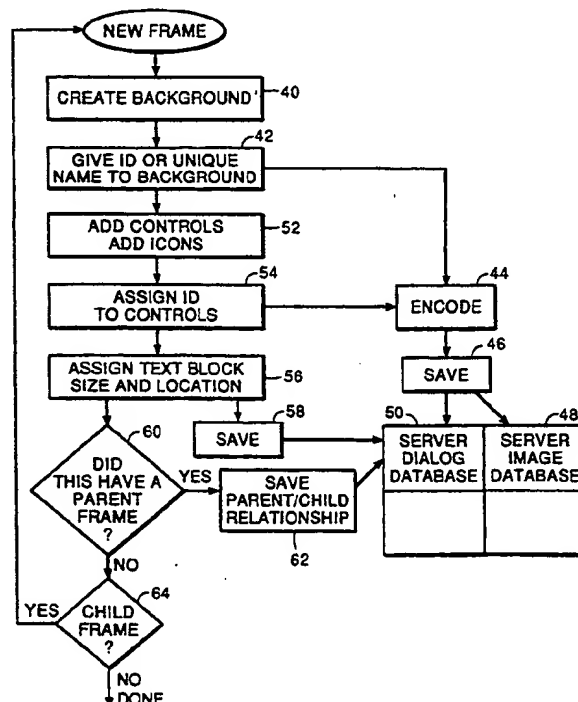 NEW FRAME
CREATE BACKGROUND
40
42
GIVE ID OR UNIQUE
NAME TO BACKGROUND
ADD CONTROLS
ADD ICONS
52
54
ASSIGN ID
TO CONTROLS
44
ENCODE
46
SAVE
ASSIGN TEXT BLOCK
SIZE AND LOCATION
56
58
SAVE
50
SERVER
DIALOG
DATABASE
48
SERVER
IMAGE
DATABASE
60
DID
THIS HAVE A
PARENT
FRAME
?
YES
SAVE
PARENT/CHILD
RELATIONSHIP
62
NO
64
YES
CHILD
FRAME
?
NO
DONE